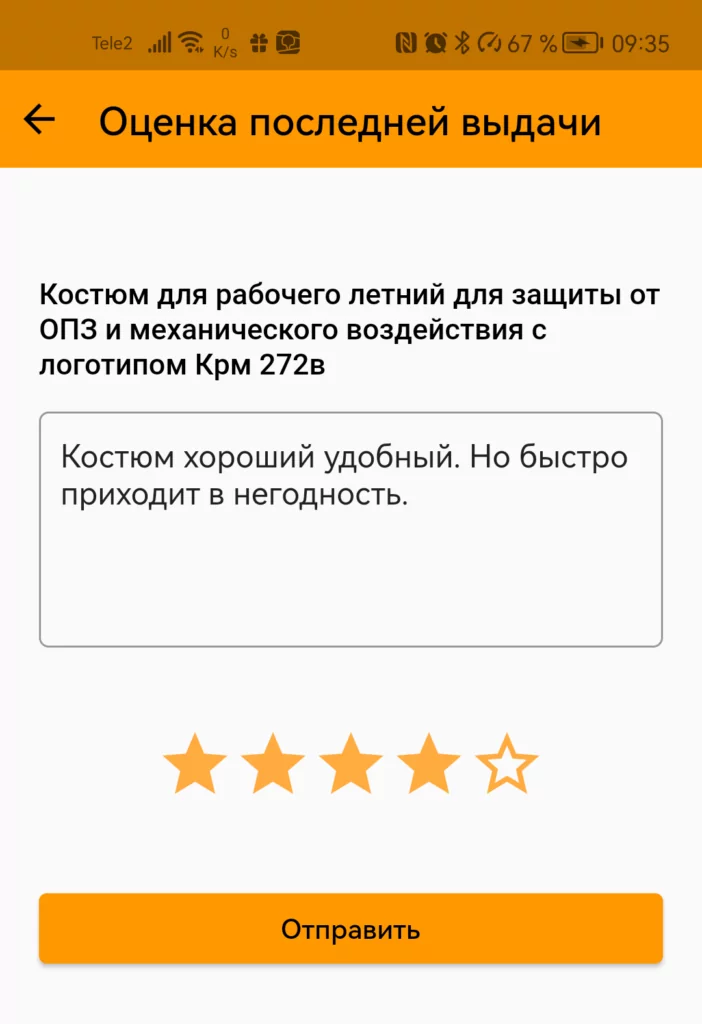 Tele2 0 K/s 67 % 09:35
Оценка последней выдачи
Костюм для рабочего летний для защиты от
ОПЗ и механического воздействия с
логотипом Крм 272в
Костюм хороший удобный. Но быстро
приходит в негодность.
Отправить